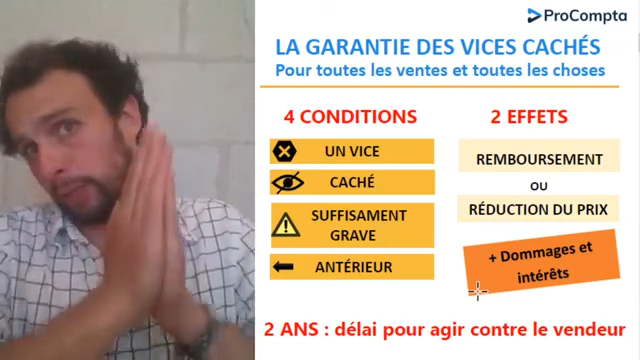 ProCompta
LA GARANTIE DES VICES CACHÉS
Pour toutes les ventes et toutes les choses
4 CONDITIONS
UN VICE
CACHÉ
SUFFISAMENT
GRAVE
ANTÉRIEUR
2 EFFETS
REMBOURSEMENT
OU
RÉDUCTION DU PRIX
+ Dommages et
intérêts
2 ANS : délai pour agir contre le vendeur